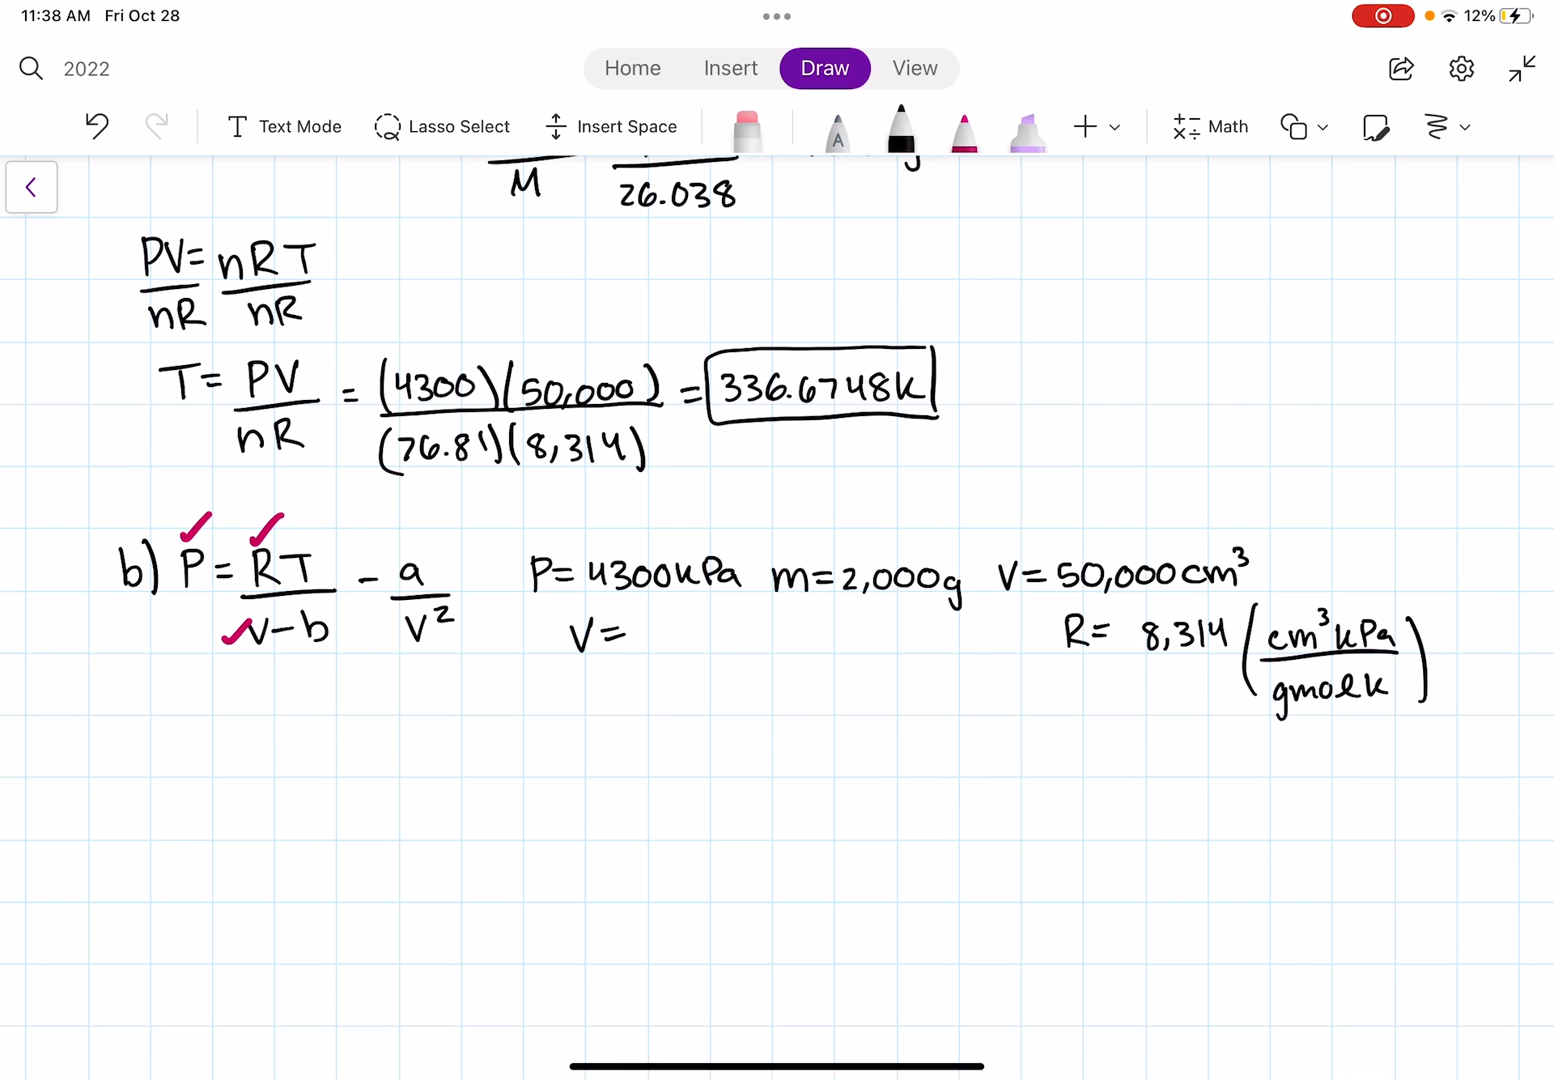 11:38 AM Fri Oct 28
12%
2022
Home Insert Draw View
Text Mode Lasso Select Insert Space A Math
M 26.038
PV = nRT
nR nR
T = PV = (4300)(50,000) = 336.6748K
nR (76.81)(8,314)
b) P = RT - a P = 4300kPa m = 2,000g V = 50,000cm³
v-b v² V =
R = 8,314 (cm³kPa
gmolk)